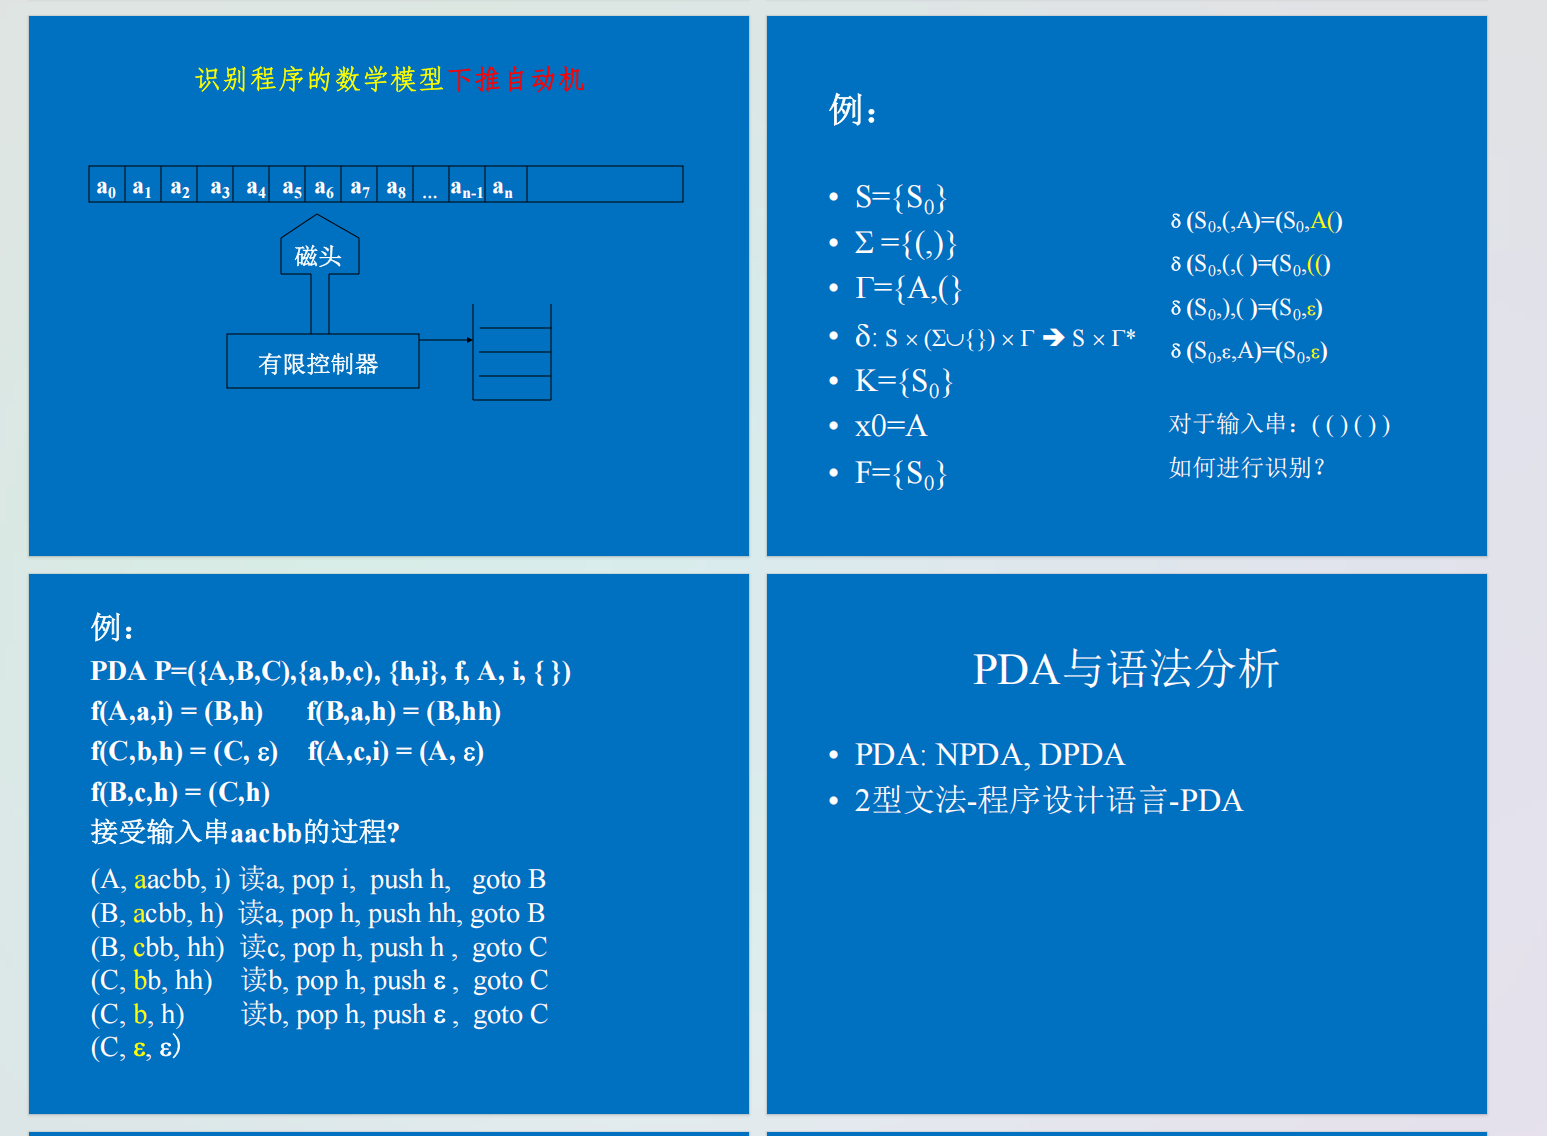 识别程序的数学模型下推自动机
a0 a1 a2 a3 a4 a5 a6 a7 a8 ... an-1 an
磁头
有限控制器
例：
• S={S0}
• Σ ={(,)}
• Γ={A,(}
• δ: S × (Σ∪{}) × Γ ➔ S × Γ*
• K={S0}
• x0=A
• F={S0}
δ (S0,(,A)=(S0,A()
δ (S0,(,( )=(S0,(()
δ (S0,),( )=(S0,ε)
δ (S0,ε,A)=(S0,ε)
对于输入串：( ( ) ( ) )
如何进行识别？
例：
PDA P=({A,B,C),{a,b,c), {h,i}, f, A, i, { })
f(A,a,i) = (B,h) f(B,a,h) = (B,hh)
f(C,b,h) = (C, ε) f(A,c,i) = (A, ε)
f(B,c,h) = (C,h)
接受输入串aacbb的过程?
(A, aacbb, i) 读a, pop i, push h, goto B
(B, acbb, h) 读a, pop h, push hh, goto B
(B, cbb, hh) 读c, pop h, push h , goto C
(C, bb, hh) 读b, pop h, push ε , goto C
(C, b, h) 读b, pop h, push ε , goto C
(C, ε, ε)
PDA与语法分析
• PDA: NPDA, DPDA
• 2型文法-程序设计语言-PDA